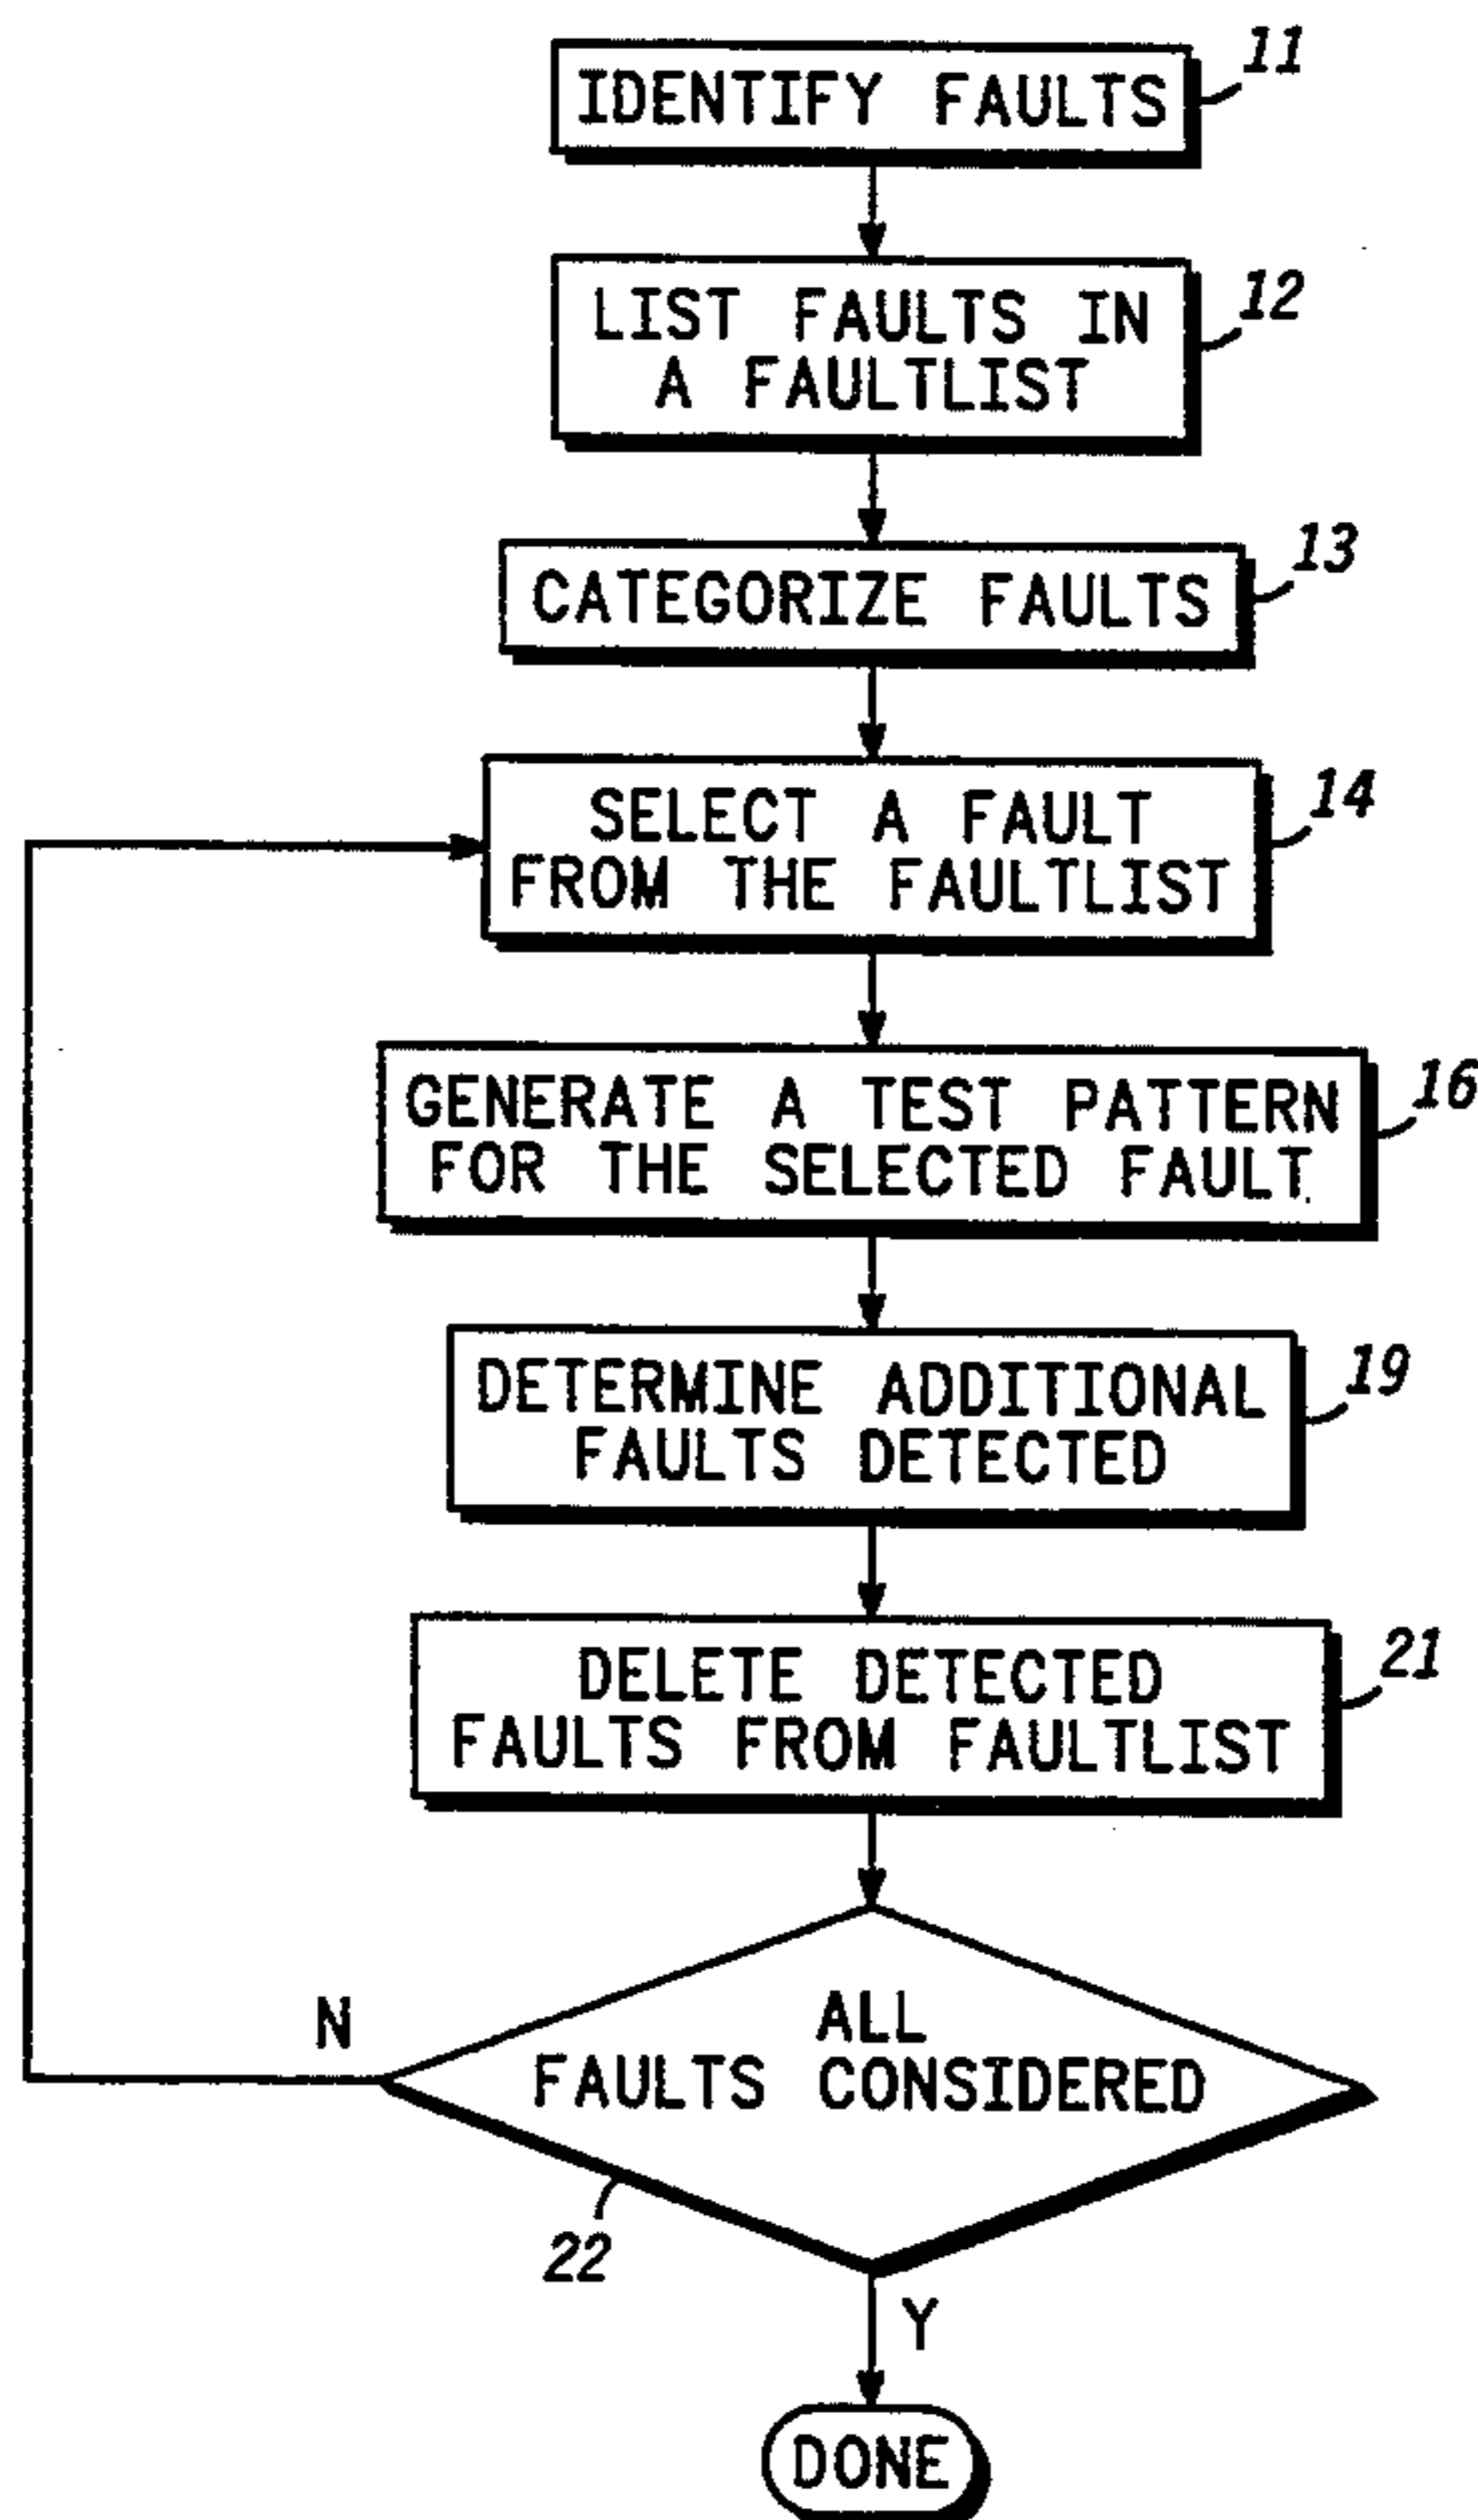 IDENTIFY FAULTS
11
LIST FAULTS IN
A FAULTLIST
12
CATEGORIZE FAULTS
13
SELECT A FAULT
FROM THE FAULTLIST
14
GENERATE A TEST PATTERN
FOR THE SELECTED FAULT
16
DETERMINE ADDITIONAL
FAULTS DETECTED
19
DELETE DETECTED
FAULTS FROM FAULTLIST
21
ALL
FAULTS CONSIDERED
N
22
Y
DONE